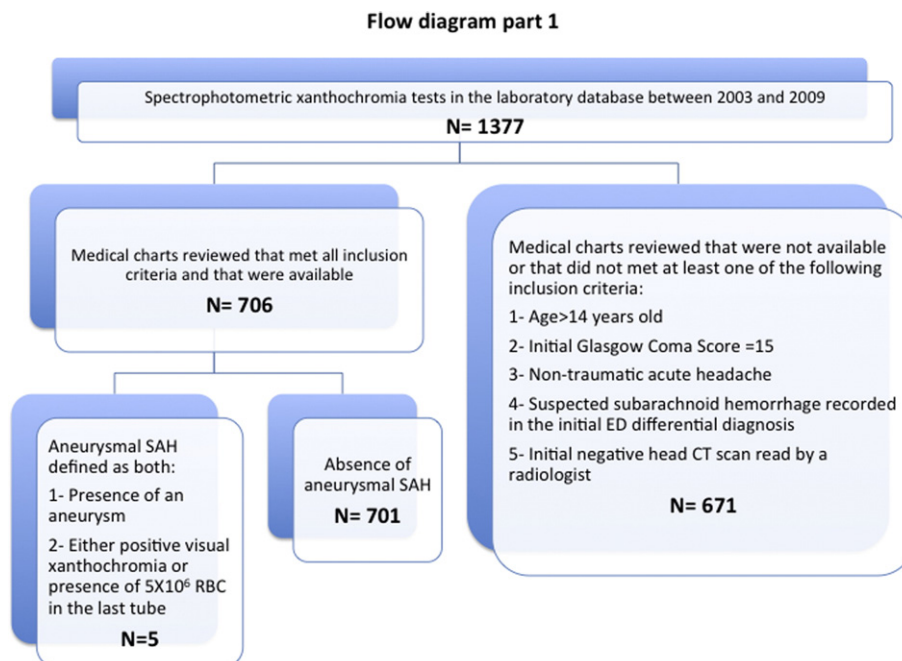 Flow diagram part 1
Spectrophotometric xanthochromia tests in the laboratory database between 2003 and 2009
N= 1377
Medical charts reviewed that met all inclusion
criteria and that were available
N= 706
Medical charts reviewed that were not available
or that did not met at least one of the following
inclusion criteria:
1- Age>14 years old
2- Initial Glasgow Coma Score =15
3- Non-traumatic acute headache
4- Suspected subarachnoid hemorrhage recorded
in the initial ED differential diagnosis
5- Initial negative head CT scan read by a
radiologist
N= 671
Aneurysmal SAH
defined as both:
1- Presence of an
aneurysm
2- Either positive visual
xanthochromia or
presence of 5X10⁶ RBC
in the last tube
N=5
Absence of
aneurysmal SAH
N= 701